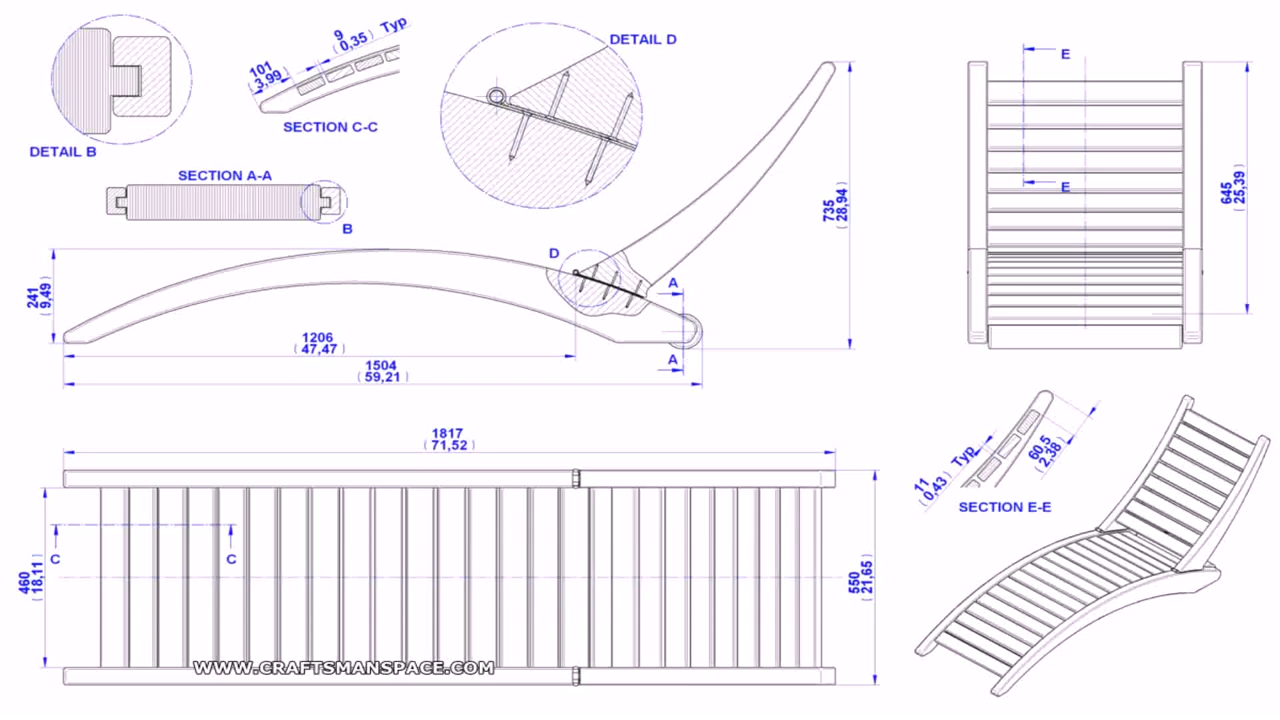 DETAIL B
101
( 3,99 )
9
( 0,35 ) Typ
SECTION C-C
DETAIL D
SECTION A-A
B
241
( 9,49 )
D
A
A
1206
( 47,47 )
1504
( 59,21 )
735
( 28,94 )
E
E
645
( 25,39 )
1817
( 71,52 )
C
C
460
( 18,11 )
550
( 21,65 )
WWW.CRAFTSMANSPACE.COM
11
( 0,43 ) Typ
60,5
( 2,38 )
SECTION E-E